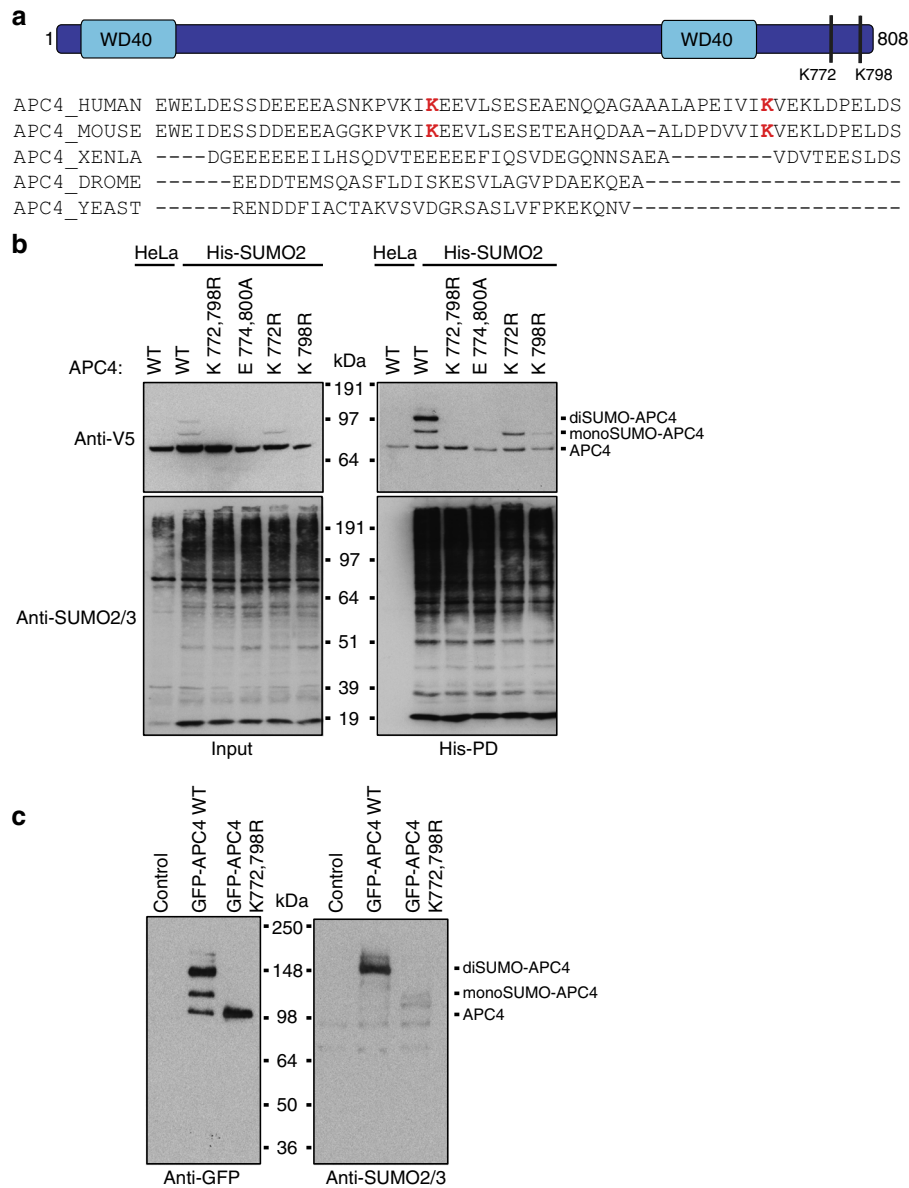 a
1 WD40 WD40 808
K772 K798
APC4_HUMAN EWELDESSDEEEEASNKPVKIKEEVLSESEAENQQAGAAALAPEIVIKVEKLDPELDS
APC4_MOUSE EWEIDESSDEEEEAGGKPVKIKEEVLSESETEAHQDAA-ALDPDVVIKVEKLDPELDS
APC4_XENLA ----DGEEEEEEEILHSQDVTEEEEEFIQSVDEGQNNSAEA--------VDVTEESLDS
APC4_DROME ------EEDDTEMSQASFLDISKESVLAGVPDAEKQEA--------------------
APC4_YEAST ------RENDDFIACTAKVSVDGRSASLVFPKEKQNV---------------------
b
HeLa His-SUMO2 HeLa His-SUMO2
APC4: WT WT K 772,798R E 774,800A K 772R K 798R kDa WT WT K 772,798R E 774,800A K 772R K 798R
191
97
64
Anti-V5
diSUMO-APC4
monoSUMO-APC4
APC4
191
97
64
51
39
19
Anti-SUMO2/3
Input His-PD
c
Control GFP-APC4 WT GFP-APC4 K772,798R kDa Control GFP-APC4 WT GFP-APC4 K772,798R
250
148
98
64
50
36
diSUMO-APC4
monoSUMO-APC4
APC4
Anti-GFP Anti-SUMO2/3